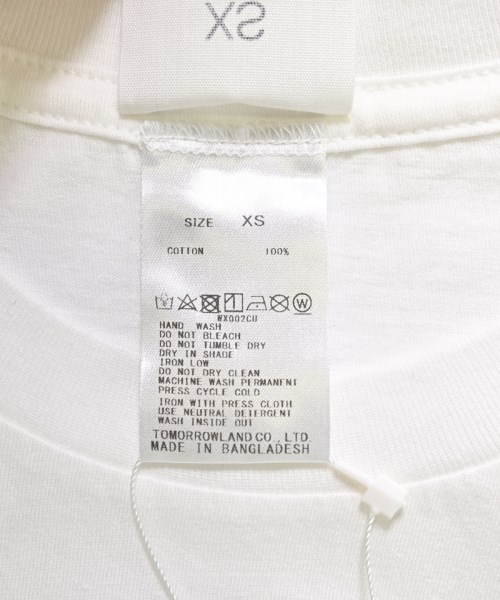 XS
SIZE XS
COTTON 100%
W
WX002CU
HAND WASH
DO NOT BLEACH
DO NOT TUMBLE DRY
DRY IN SHADE
IRON LOW
DO NOT DRY CLEAN
MACHINE WASH PERMANENT
PRESS CYCLE COLD
IRON WITH PRESS CLOTH
USE NEUTRAL DETERGENT
WASH INSIDE OUT
TOMORROWLAND CO., LTD.
MADE IN BANGLADESH